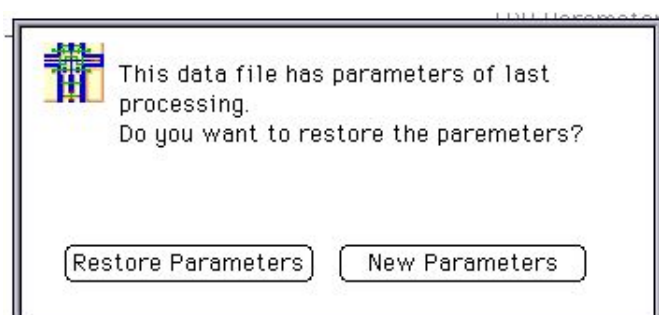 This data file has parameters of last
processing.
Do you want to restore the paremeters?
Restore Parameters
New Parameters